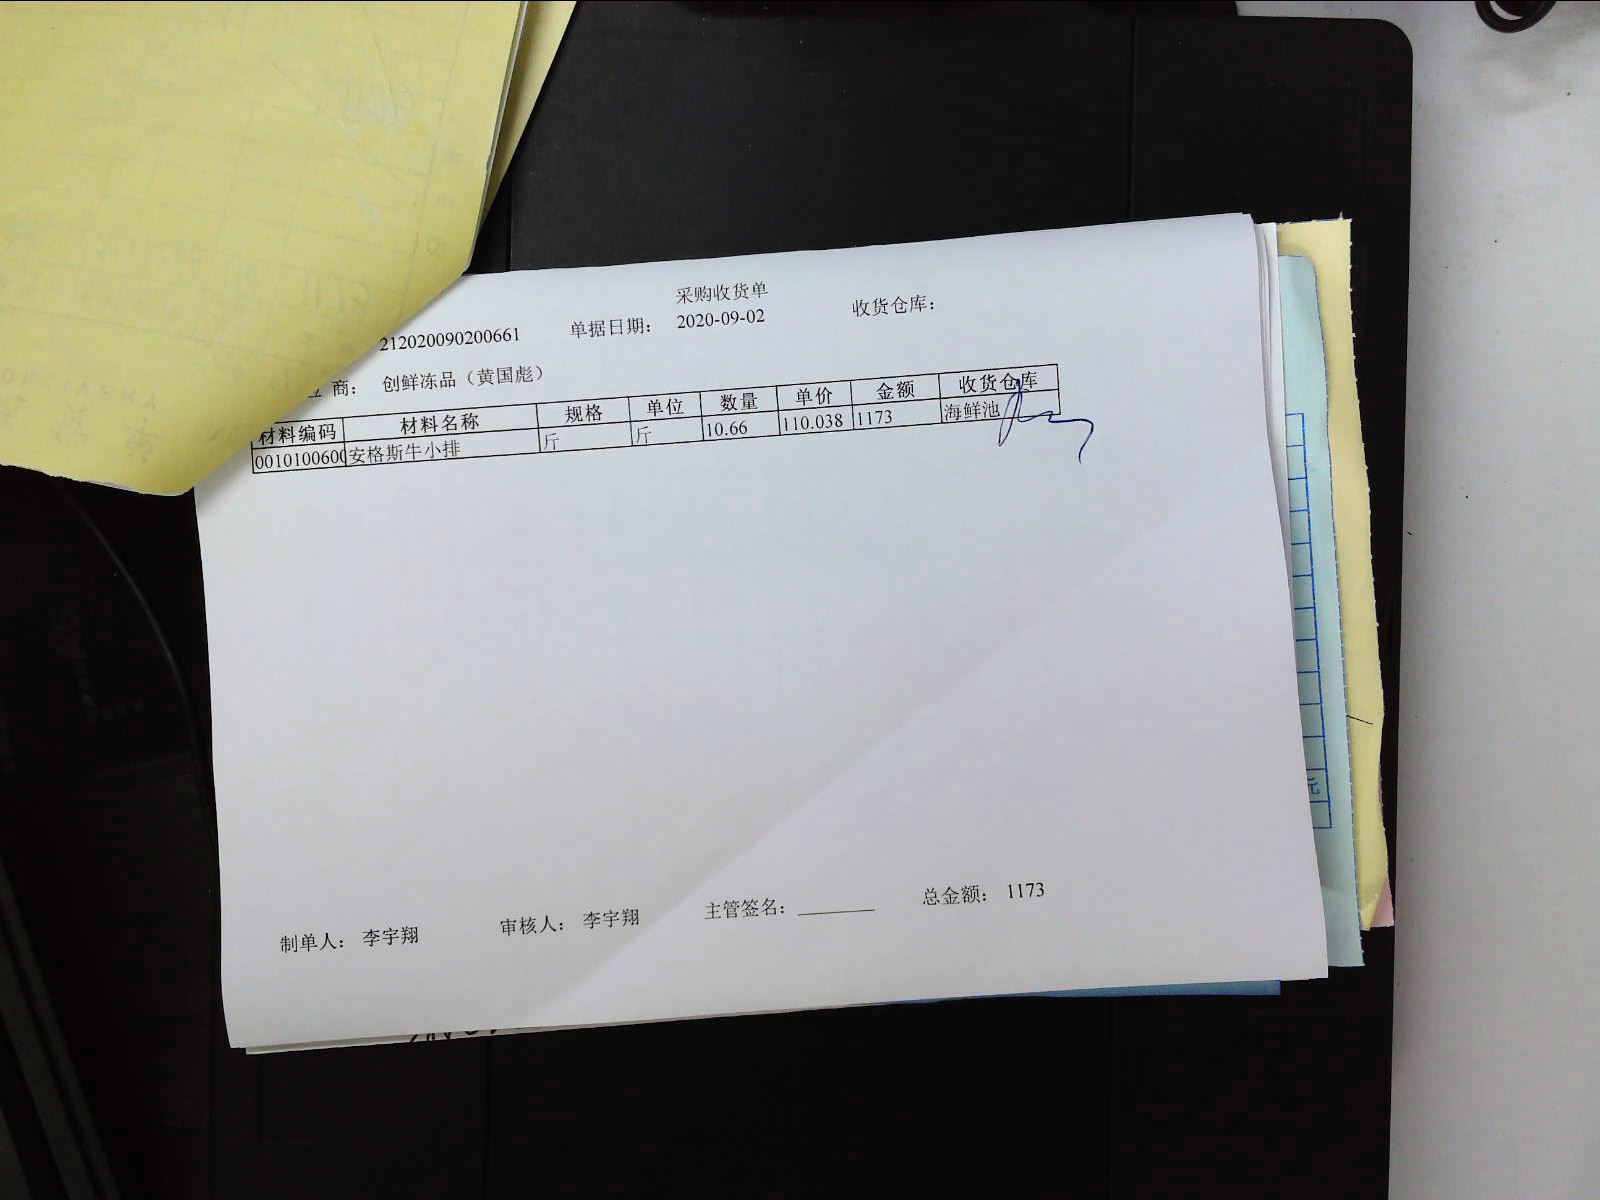 采购收货单
212020090200661 单据日期： 2020-09-02 收货仓库：
商： 创鲜冻品（黄国彪）
材料编码 材料名称 规格 单位 数量 单价 金额 收货仓库
0010100600 安格斯牛小排 斤 斤 10.66 110.038 1173 海鲜池
制单人： 李宇翔 审核人： 李宇翔 主管签名： 总金额： 1173